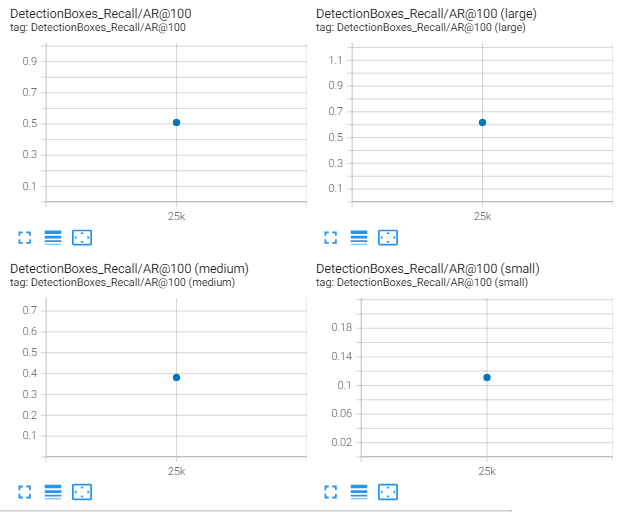 DetectionBoxes_Recall/AR@100
tag: DetectionBoxes_Recall/AR@100
0.9
0.7
0.5
0.3
0.1
25k
DetectionBoxes_Recall/AR@100 (large)
tag: DetectionBoxes_Recall/AR@100 (large)
1.1
0.9
0.7
0.5
0.3
0.1
25k
DetectionBoxes_Recall/AR@100 (medium)
tag: DetectionBoxes_Recall/AR@100 (medium)
0.7
0.6
0.5
0.4
0.3
0.2
0.1
25k
DetectionBoxes_Recall/AR@100 (small)
tag: DetectionBoxes_Recall/AR@100 (small)
0.18
0.14
0.1
0.06
0.02
25k